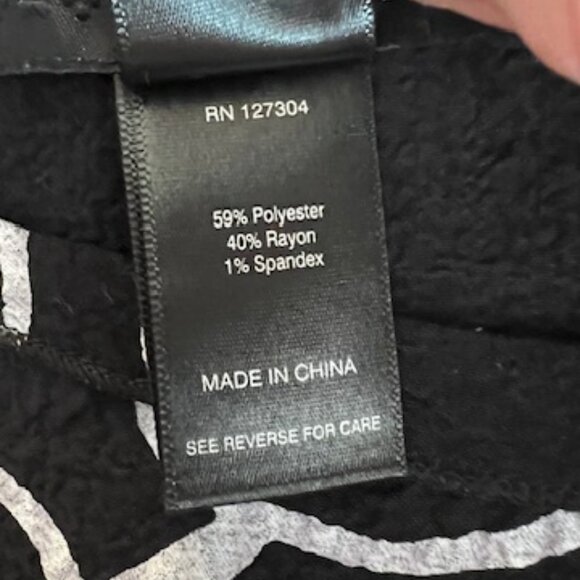 RN 127304
59% Polyester
40% Rayon
1% Spandex
MADE IN CHINA
SEE REVERSE FOR CARE